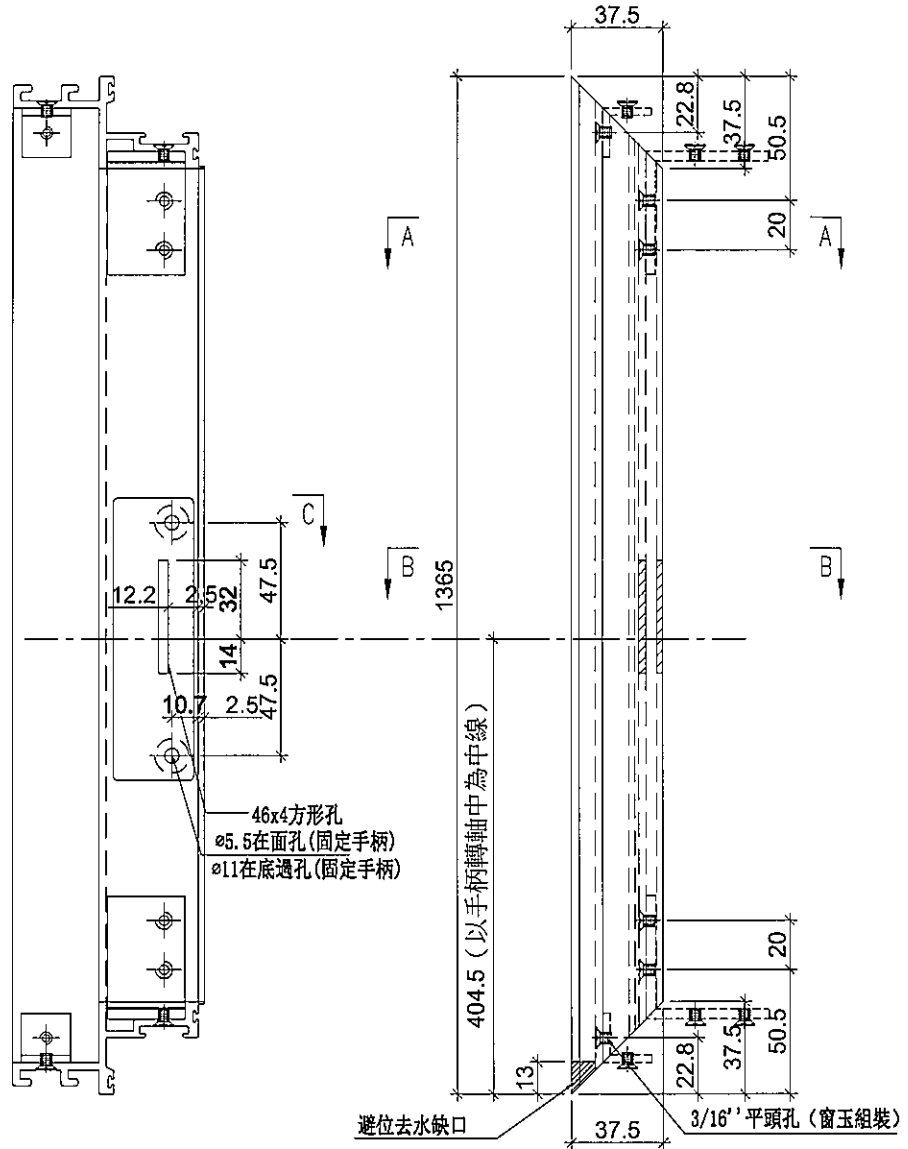 37.5
22.8
37.5
50.5
20
A
A
C
B
B
1365
47.5
12.2
2.5
32
14
10.7
2.5
47.5
46x4方形孔
ø5.5在面孔(固定手柄)
ø11在底過孔(固定手柄)
404.5（以手柄轉軸中為中線）
20
50.5
37.5
22.8
13
避位去水缺口
37.5
3/16''平頭孔（窗玉組裝）